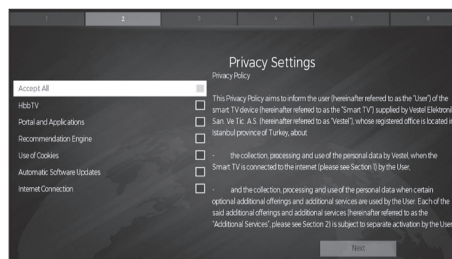 1 2 3 4 5 6
Privacy Settings
Privacy Policy
Accept All
HbbTV
Portal and Applications
Recommendation Engine
Use of Cookies
Automatic Software Updates
Internet Connection
This Privacy Policy aims to inform the user (hereinafter referred to as the "User") of the
smart TV device (hereinafter referred to as the "Smart TV") supplied by Vestel Elektroni
San. Ve Tic. A.S. (hereinafter referred to as "Vestel"), whose registered office is located in
Istanbul province of Turkey, about
- the collection, processing and use of the personal data by Vestel, when the
Smart TV is connected to the internet (please see Section 1) by the User,
- and the collection, processing and use of the personal data when certain
optional additional offerings and additional services are used by the User. Each of the
said additional offerings and additional services (hereinafter referred to as the
"Additional Services", please see Section 2) is subject to separate activation by the User
Next